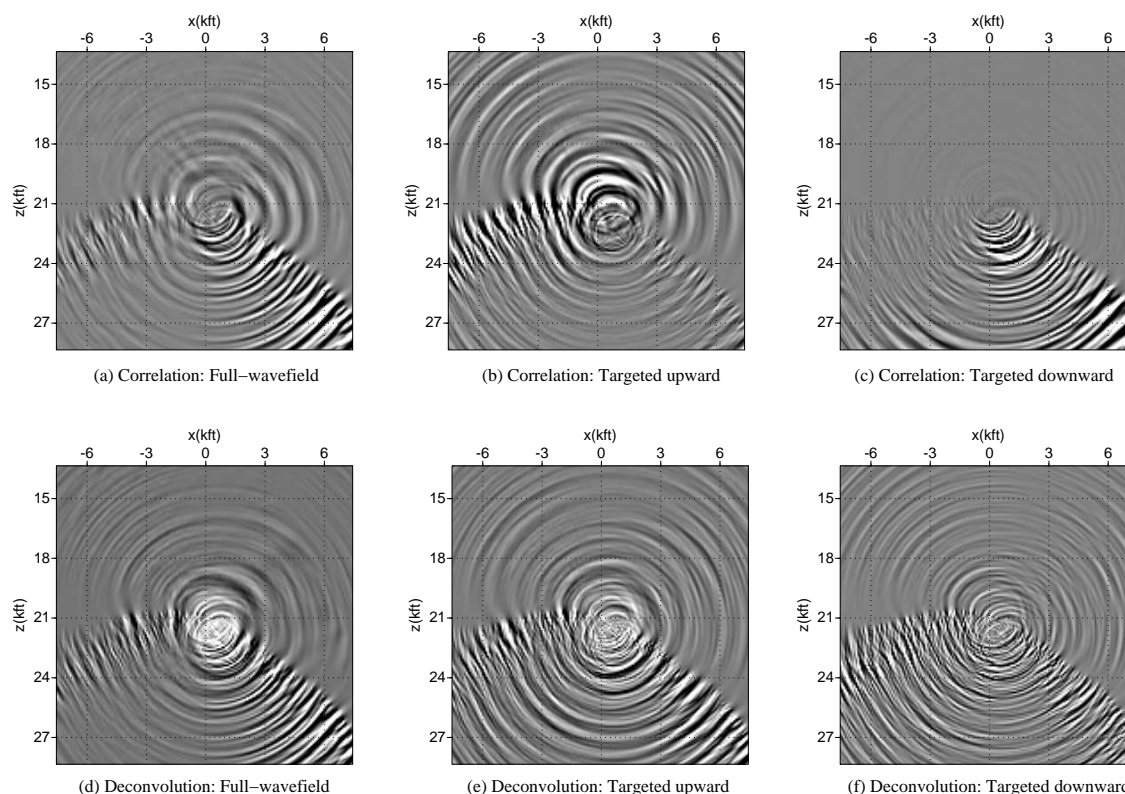 x(kft) x(kft) x(kft)
-6 -3 0 3 6 -6 -3 0 3 6 -6 -3 0 3 6
15 15 15
18 18 18
z(kft) 21 z(kft) 21 z(kft) 21
24 24 24
27 27 27
(a) Correlation: Full−wavefield (b) Correlation: Targeted upward (c) Correlation: Targeted downward
x(kft) x(kft) x(kft)
-6 -3 0 3 6 -6 -3 0 3 6 -6 -3 0 3 6
15 15 15
18 18 18
z(kft) 21 z(kft) 21 z(kft) 21
24 24 24
27 27 27
(d) Deconvolution: Full−wavefield (e) Deconvolution: Targeted upward (f) Deconvolution: Targeted downward